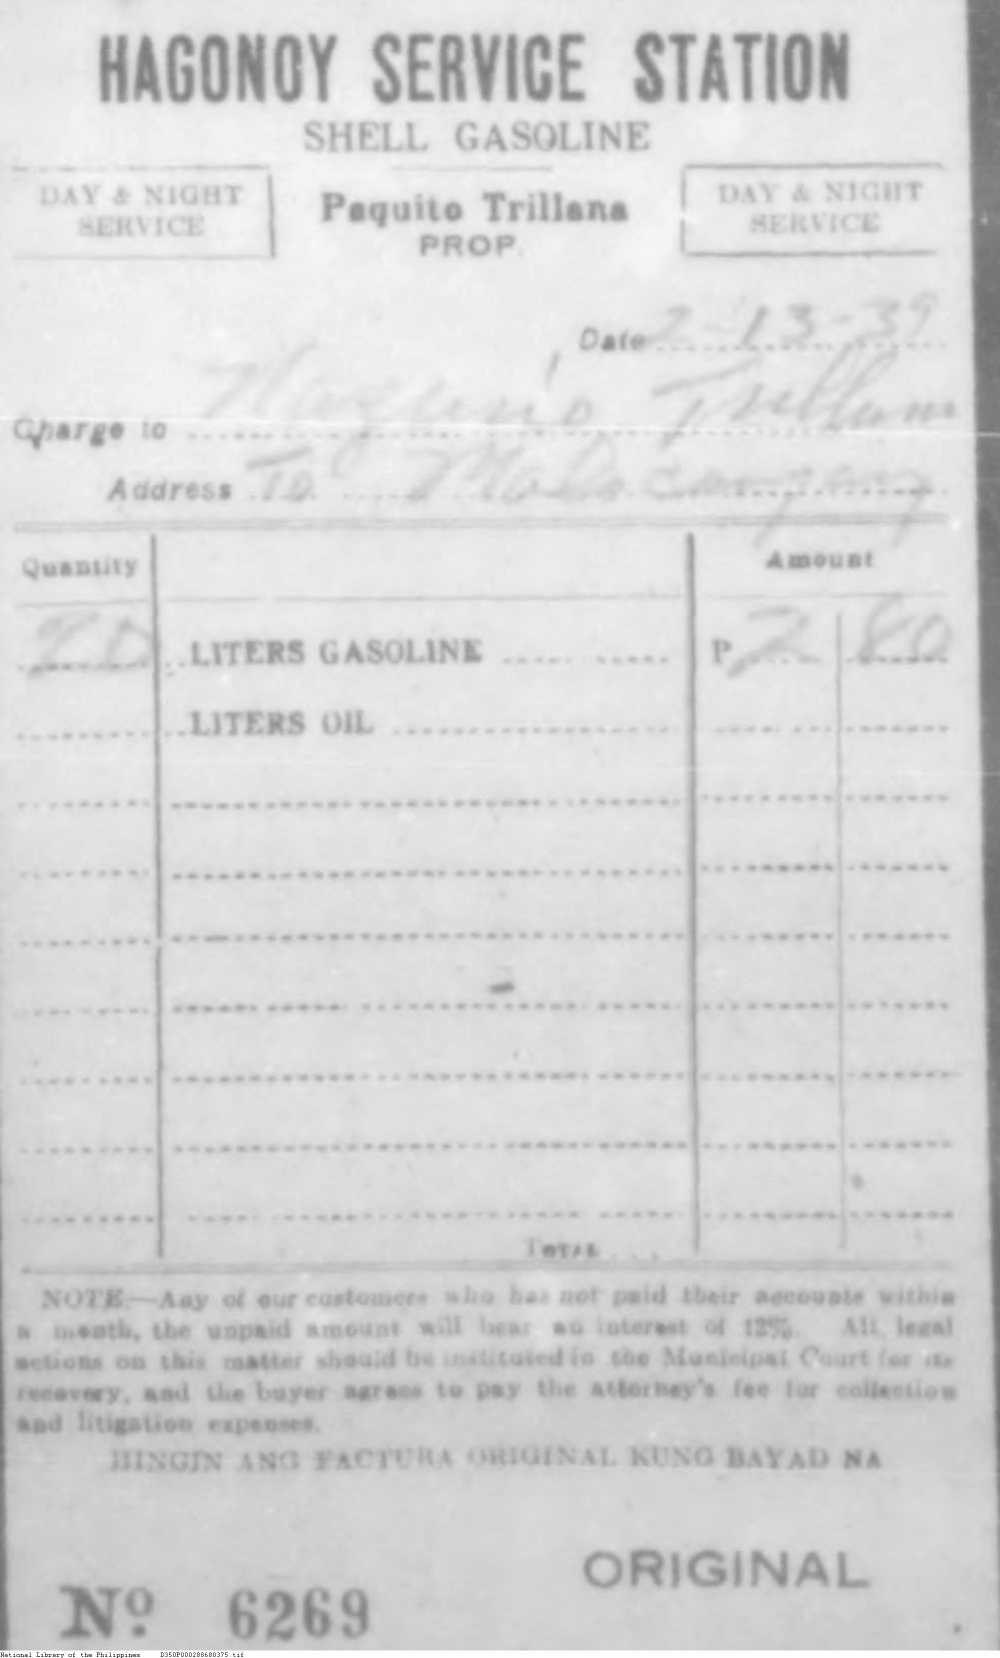 HAGONOY SERVICE STATION
SHELL GASOLINE
DAY & NIGHT
SERVICE
Paquito Trillana
PROP.
DAY & NIGHT
SERVICE
Date 2-13-39
Charge to Trillana
Address To Malacanyang
Quantity Amount
20 LITERS GASOLINE P 2 80
LITERS OIL
TOTAL
NOTE.—Any of our customers who has not paid their accounts within
a month, the unpaid amount will bear an interest of 12%. All legal
actions on this matter should be instituted in the Municipal Court for its
recovery, and the buyer agrees to pay the attorney's fee for collection
and litigation expenses.
HINGIN ANG FACTURA ORIGINAL KUNG BAYAD NA
ORIGINAL
Nº 6269
National Library of the Philippines D350P000288680375.tif